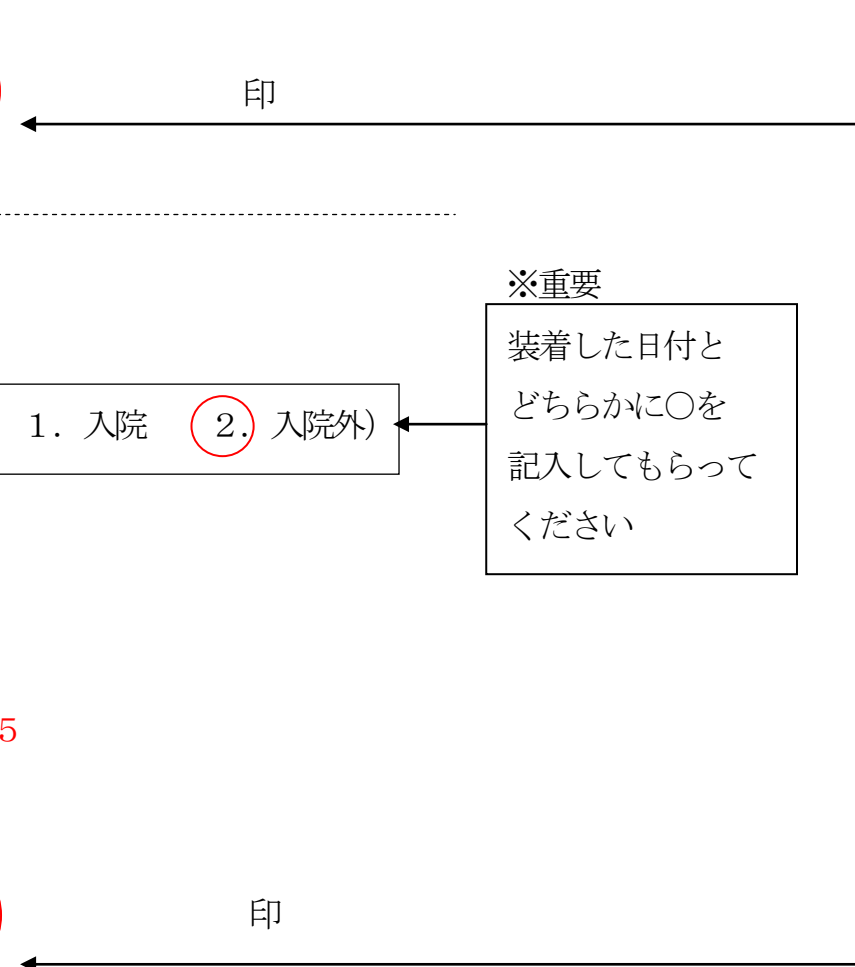 印
※重要
装着した日付と
どちらかに○を
記入してもらって
ください
1. 入院 2. 入院外)
5
印